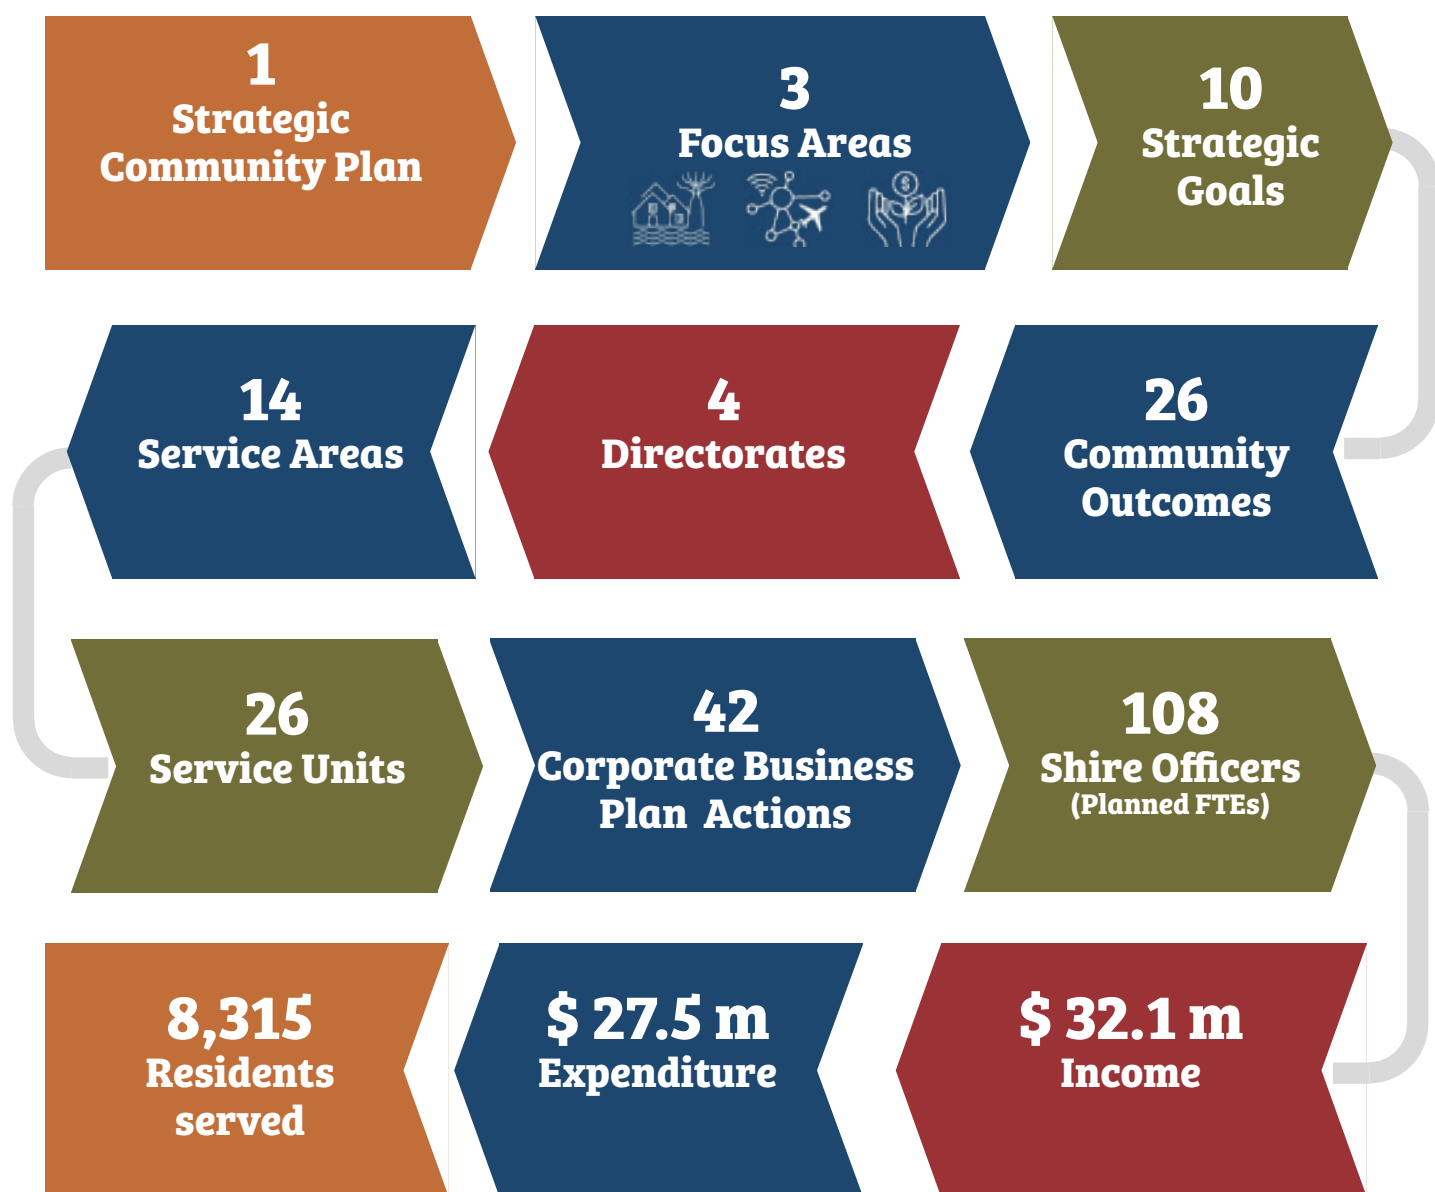 1
Strategic
Community Plan
3
Focus Areas
$
10
Strategic
Goals
26
Community
Outcomes
4
Directorates
14
Service Areas
26
Service Units
42
Corporate Business
Plan  Actions
108
Shire Officers
(Planned FTEs)
$ 32.1 m
Income
$ 27.5 m
Expenditure
8,315
Residents
served